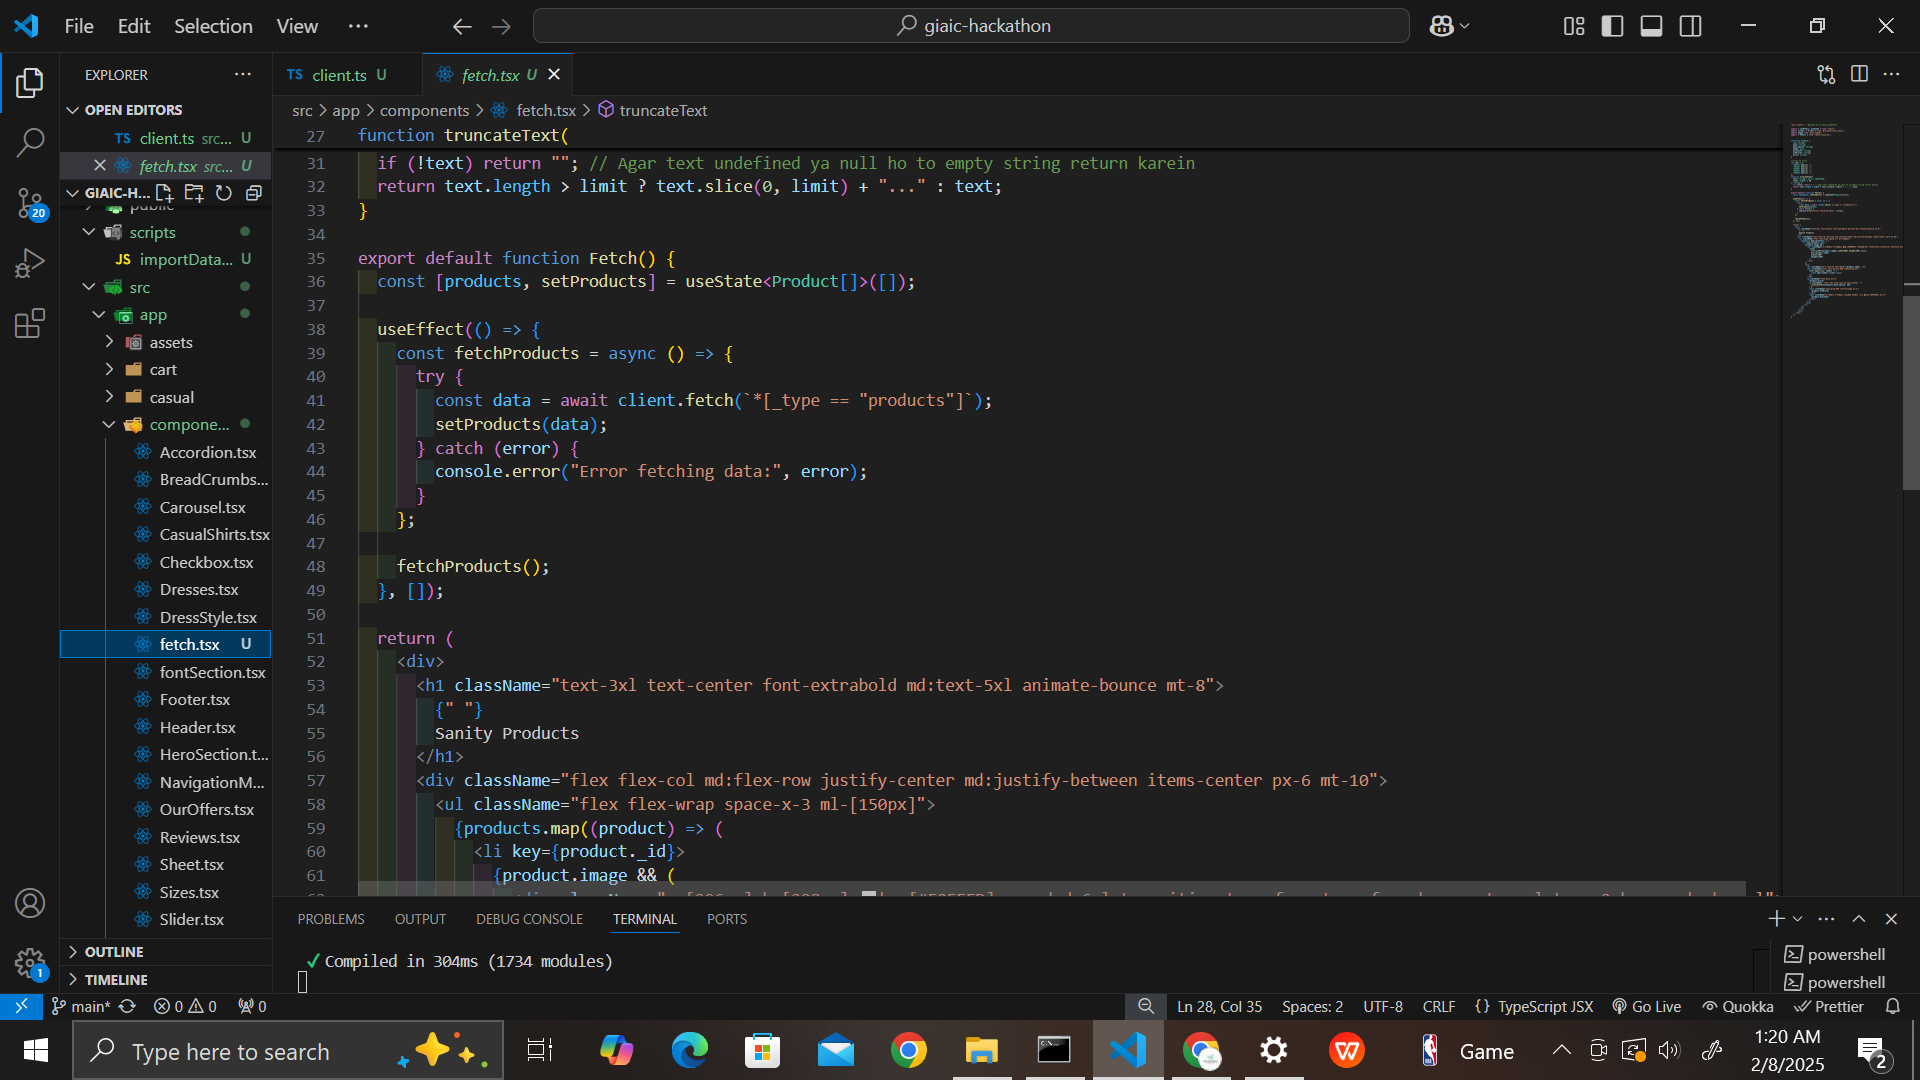 File Edit Selection View ···
giaic-hackathon
EXPLORER ···
OPEN EDITORS
TS client.ts src... U
fetch.tsx src... U
GIAIC-H...
public
scripts
JS importData... U
src
app
assets
cart
casual
compone...
Accordion.tsx
BreadCrumbs...
Carousel.tsx
CasualShirts.tsx
Checkbox.tsx
Dresses.tsx
DressStyle.tsx
fetch.tsx U
fontSection.tsx
Footer.tsx
Header.tsx
HeroSection.t...
NavigationM...
OurOffers.tsx
Reviews.tsx
Sheet.tsx
Sizes.tsx
Slider.tsx
OUTLINE
TIMELINE
20
1
TS client.ts U
fetch.tsx U
src > app > components > fetch.tsx > truncateText
27 function truncateText(
31 if (!text) return ""; // Agar text undefined ya null ho to empty string return karein
32 return text.length > limit ? text.slice(0, limit) + "..." : text;
33 }
34
35 export default function Fetch() {
36 const [products, setProducts] = useState<Product[]>([]);
37
38 useEffect(() => {
39 const fetchProducts = async () => {
40 try {
41 const data = await client.fetch(`*[_type == "products"]`);
42 setProducts(data);
43 } catch (error) {
44 console.error("Error fetching data:", error);
45 }
46 };
47
48 fetchProducts();
49 }, []);
50
51 return (
52 <div>
53 <h1 className="text-3xl text-center font-extrabold md:text-5xl animate-bounce mt-8">
54 {" "}
55 Sanity Products
56 </h1>
57 <div className="flex flex-col md:flex-row justify-center md:justify-between items-center px-6 mt-10">
58 <ul className="flex flex-wrap space-x-3 ml-[150px]">
59 {products.map((product) => (
60 <li key={product._id}>
61 {product.image && (
PROBLEMS OUTPUT DEBUG CONSOLE TERMINAL PORTS
✓ Compiled in 304ms (1734 modules)
powershell
powershell
main* 0 0 0
Ln 28, Col 35 Spaces: 2 UTF-8 CRLF {} TypeScript JSX Go Live Quokka Prettier
Type here to search
Game
1:20 AM
2/8/2025
2